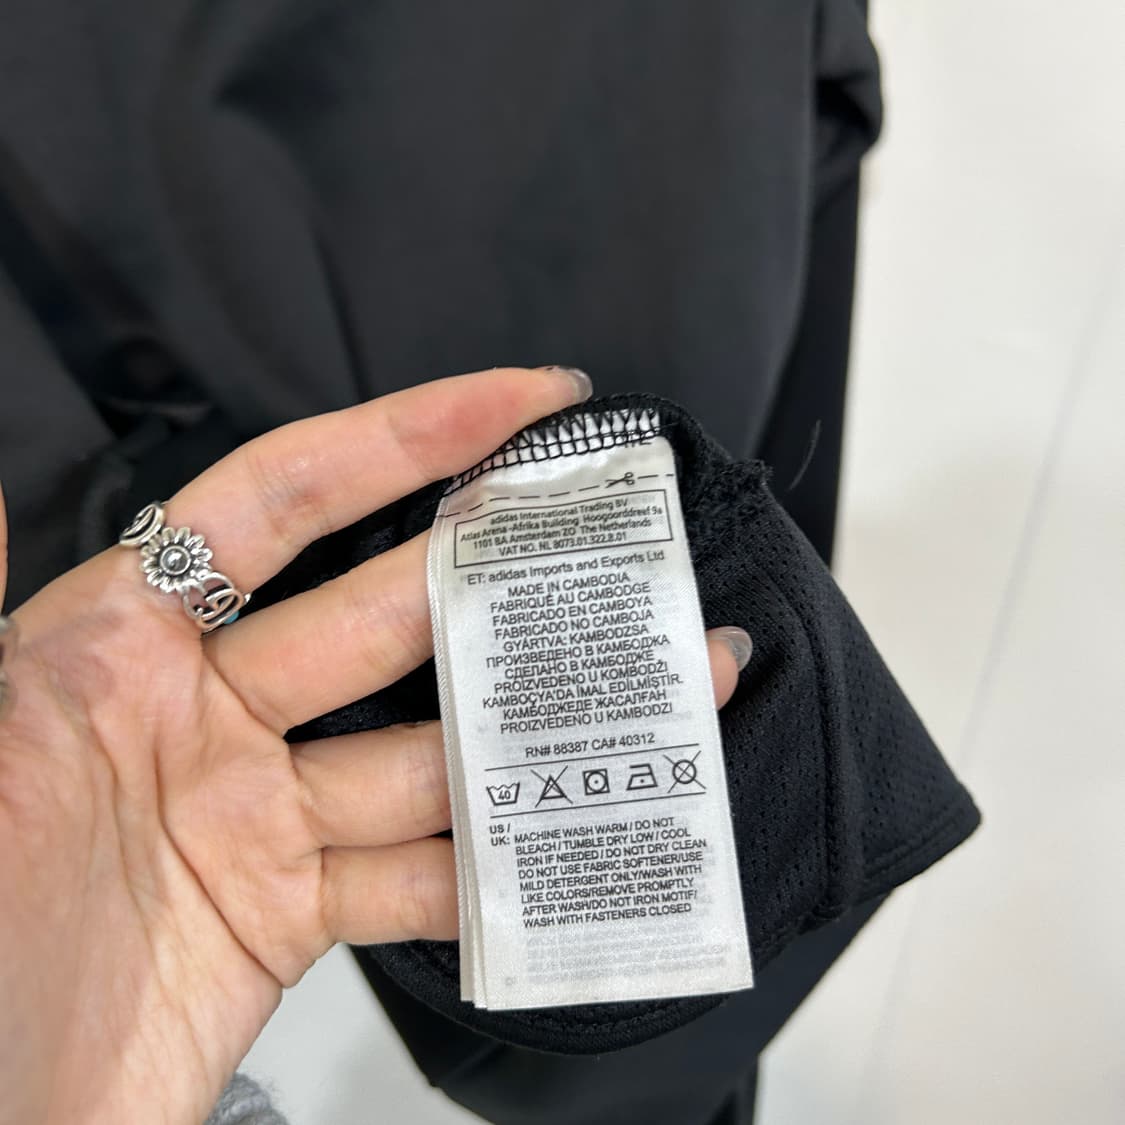 adidas International Trading BV
Atlas Arena -Afrika Building Hoogoorddreef 9a
1101 BA Amsterdam ZO The Netherlands
VAT NO. NL 8073.01.322.B.01
ET: adidas Imports and Exports Ltd.
MADE IN CAMBODIA
FABRIQUÉ AU CAMBODGE
FABRICADO EN CAMBOYA
FABRICADO NO CAMBOJA
GYÁRTVA: KAMBODZSA
ПРОИЗВЕДЕНО В КАМБОДЖА
СДЕЛАНО В КАМБОДЖЕ
PROIZVEDENO U KOMBODŽI
KAMBOÇYA'DA İMAL EDİLMİŞTİR.
КАМБОДЖЕДЕ ЖАСАЛҒАН
PROIZVEDENO U KAMBODZI
RN# 88387 CA# 40312
40
US /
UK: MACHINE WASH WARM / DO NOT
BLEACH / TUMBLE DRY LOW / COOL
IRON IF NEEDED / DO NOT DRY CLEAN
DO NOT USE FABRIC SOFTENER/USE
MILD DETERGENT ONLY/WASH WITH
LIKE COLORS/REMOVE PROMPTLY
AFTER WASH/DO NOT IRON MOTIF/
WASH WITH FASTENERS CLOSED